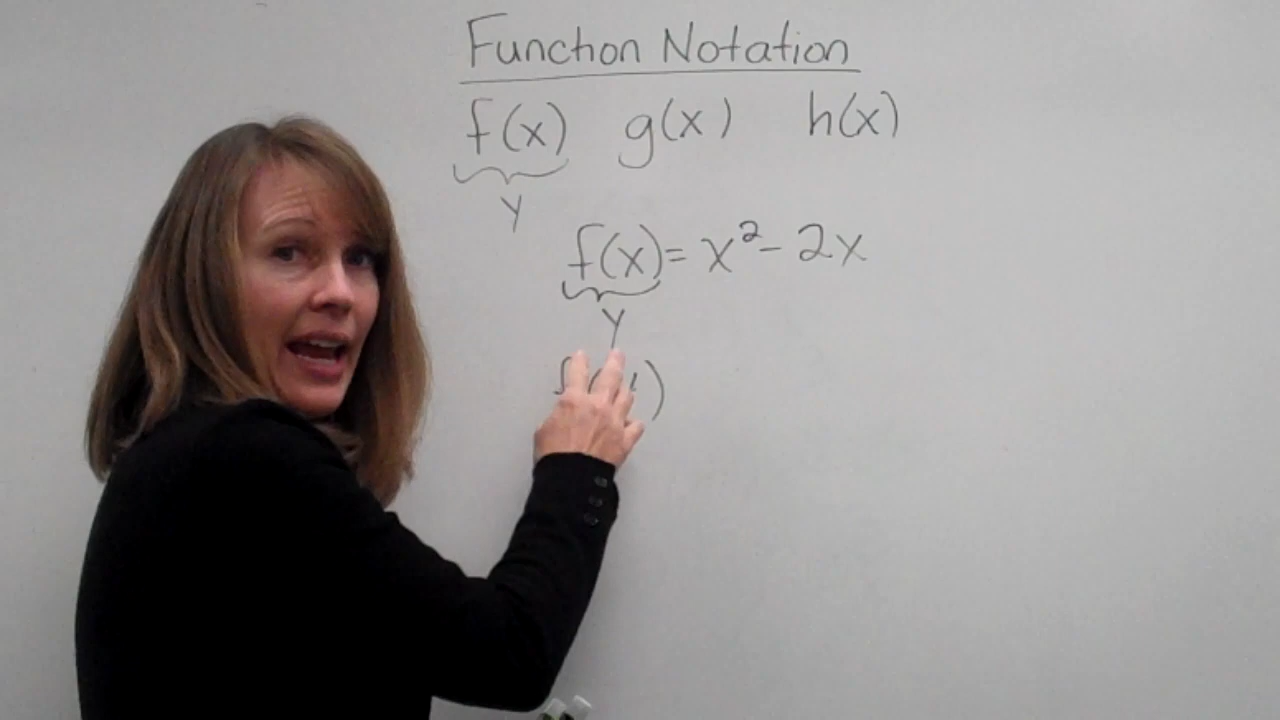 Function Notation
f(x) g(x) h(x)
y
f(x) = x² - 2x
y